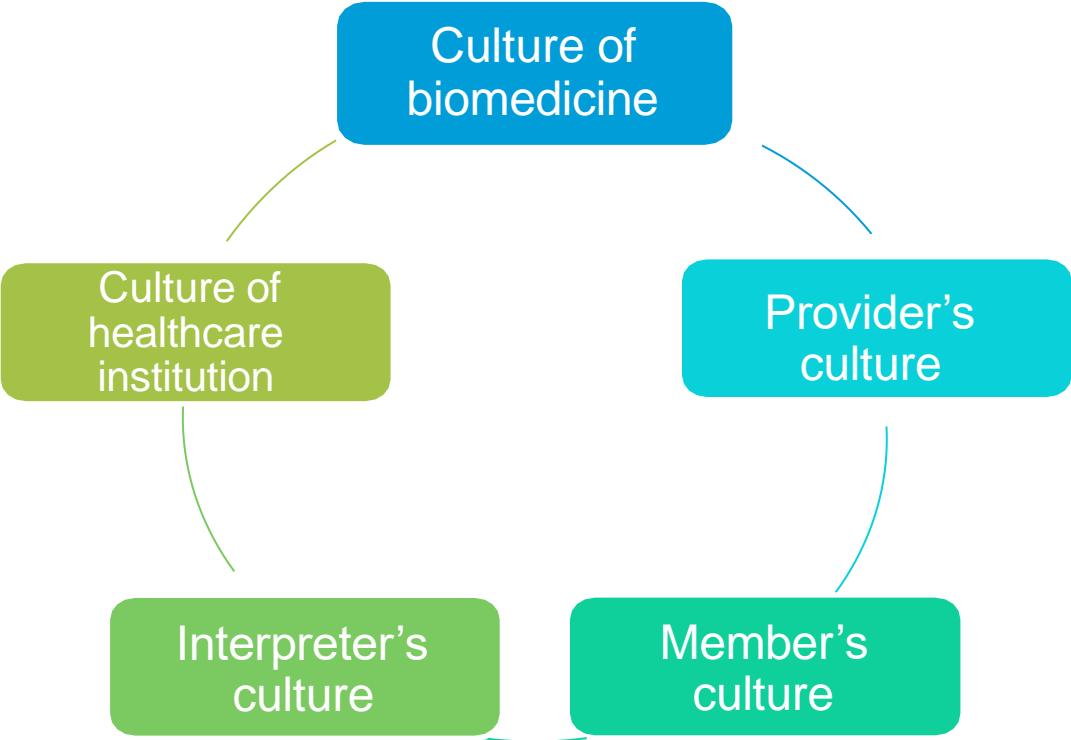 Culture of
biomedicine
Provider’s
culture
Member’s
culture
Interpreter’s
culture
Culture of
healthcare
institution